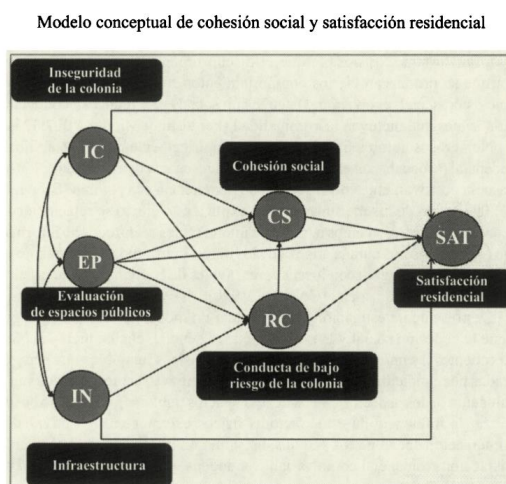 Modelo conceptual de cohesión social y satisfacción residencial
Inseguridad
de la colonia
IC
Cohesión social
CS
EP
SAT
Evaluación
de espacios públicos
Satisfacción
residencial
RC
Conducta de bajo
riesgo de la colonia
IN
Infraestructura